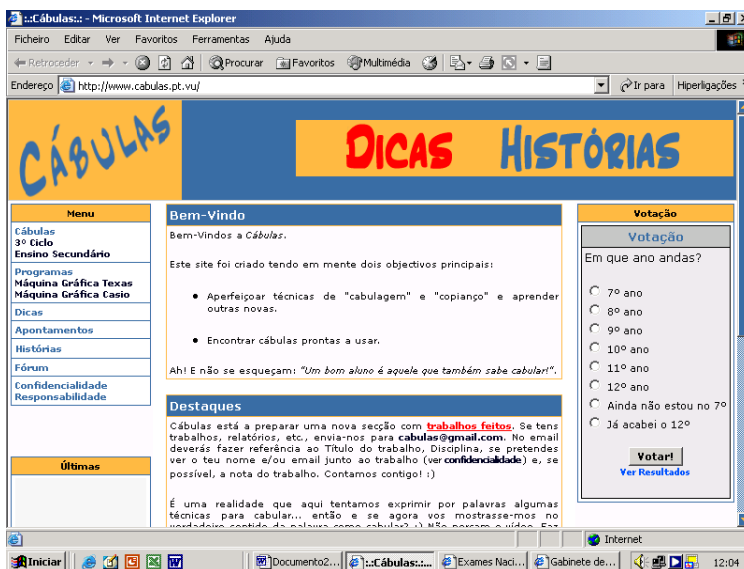 .:Cábulas:.: - Microsoft Internet Explorer
Ficheiro Editar Ver Favoritos Ferramentas Ajuda
Retroceder Procurar Favoritos Multimédia
Endereço http://www.cabulas.pt.vu/ Ir para Hiperligações
CÁBULAS
DICAS HISTÓRIAS
Menu
Cábulas
3º Ciclo
Ensino Secundário
Programas
Máquina Gráfica Texas
Máquina Gráfica Casio
Dicas
Apontamentos
Histórias
Fórum
Confidencialidade
Responsabilidade
Últimas
Bem-Vindo
Bem-Vindos a Cábulas.
Este site foi criado tendo em mente dois objectivos principais:
• Aperfeiçoar técnicas de "cabulagem" e "copianço" e aprender
outras novas.
• Encontrar cábulas prontas a usar.
Ah! E não se esqueçam: "Um bom aluno é aquele que também sabe cabular!".
Destaques
Cábulas está a preparar uma nova secção com trabalhos feitos. Se tens
trabalhos, relatórios, etc., envia-nos para cabulas@gmail.com. No email
deverás fazer referência ao Título do trabalho, Disciplina, se pretendes
ver o teu nome e/ou email junto ao trabalho (ver confidencialidade) e, se
possível, a nota do trabalho. Contamos contigo! :)
É uma realidade que aqui tentamos exprimir por palavras algumas
técnicas para cabular... então e se agora vos mostrasse-mos no
verdadeiro sentido da palavra como cabular? :) Não percam o vídeo. Faz
Votação
Votação
Em que ano andas?
7º ano
8º ano
9º ano
10º ano
11º ano
12º ano
Ainda não estou no 7º
Já acabei o 12º
Votar!
Ver Resultados
Internet
Iniciar Documento2... .:Cábulas:.... Exames Naci... Gabinete de... 12:04